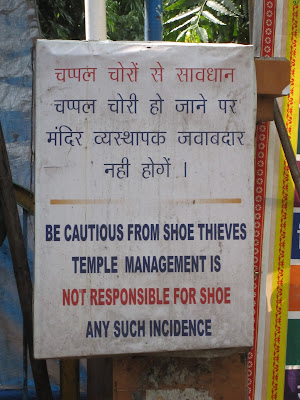 चप्पल चोरों से सावधान
चप्पल चोरी हो जाने पर
मंदिर व्यस्थापक जवाबदार
नही होगें ।
BE CAUTIOUS FROM SHOE THIEVES
TEMPLE MANAGEMENT IS
NOT RESPONSIBLE FOR SHOE
ANY SUCH INCIDENCE